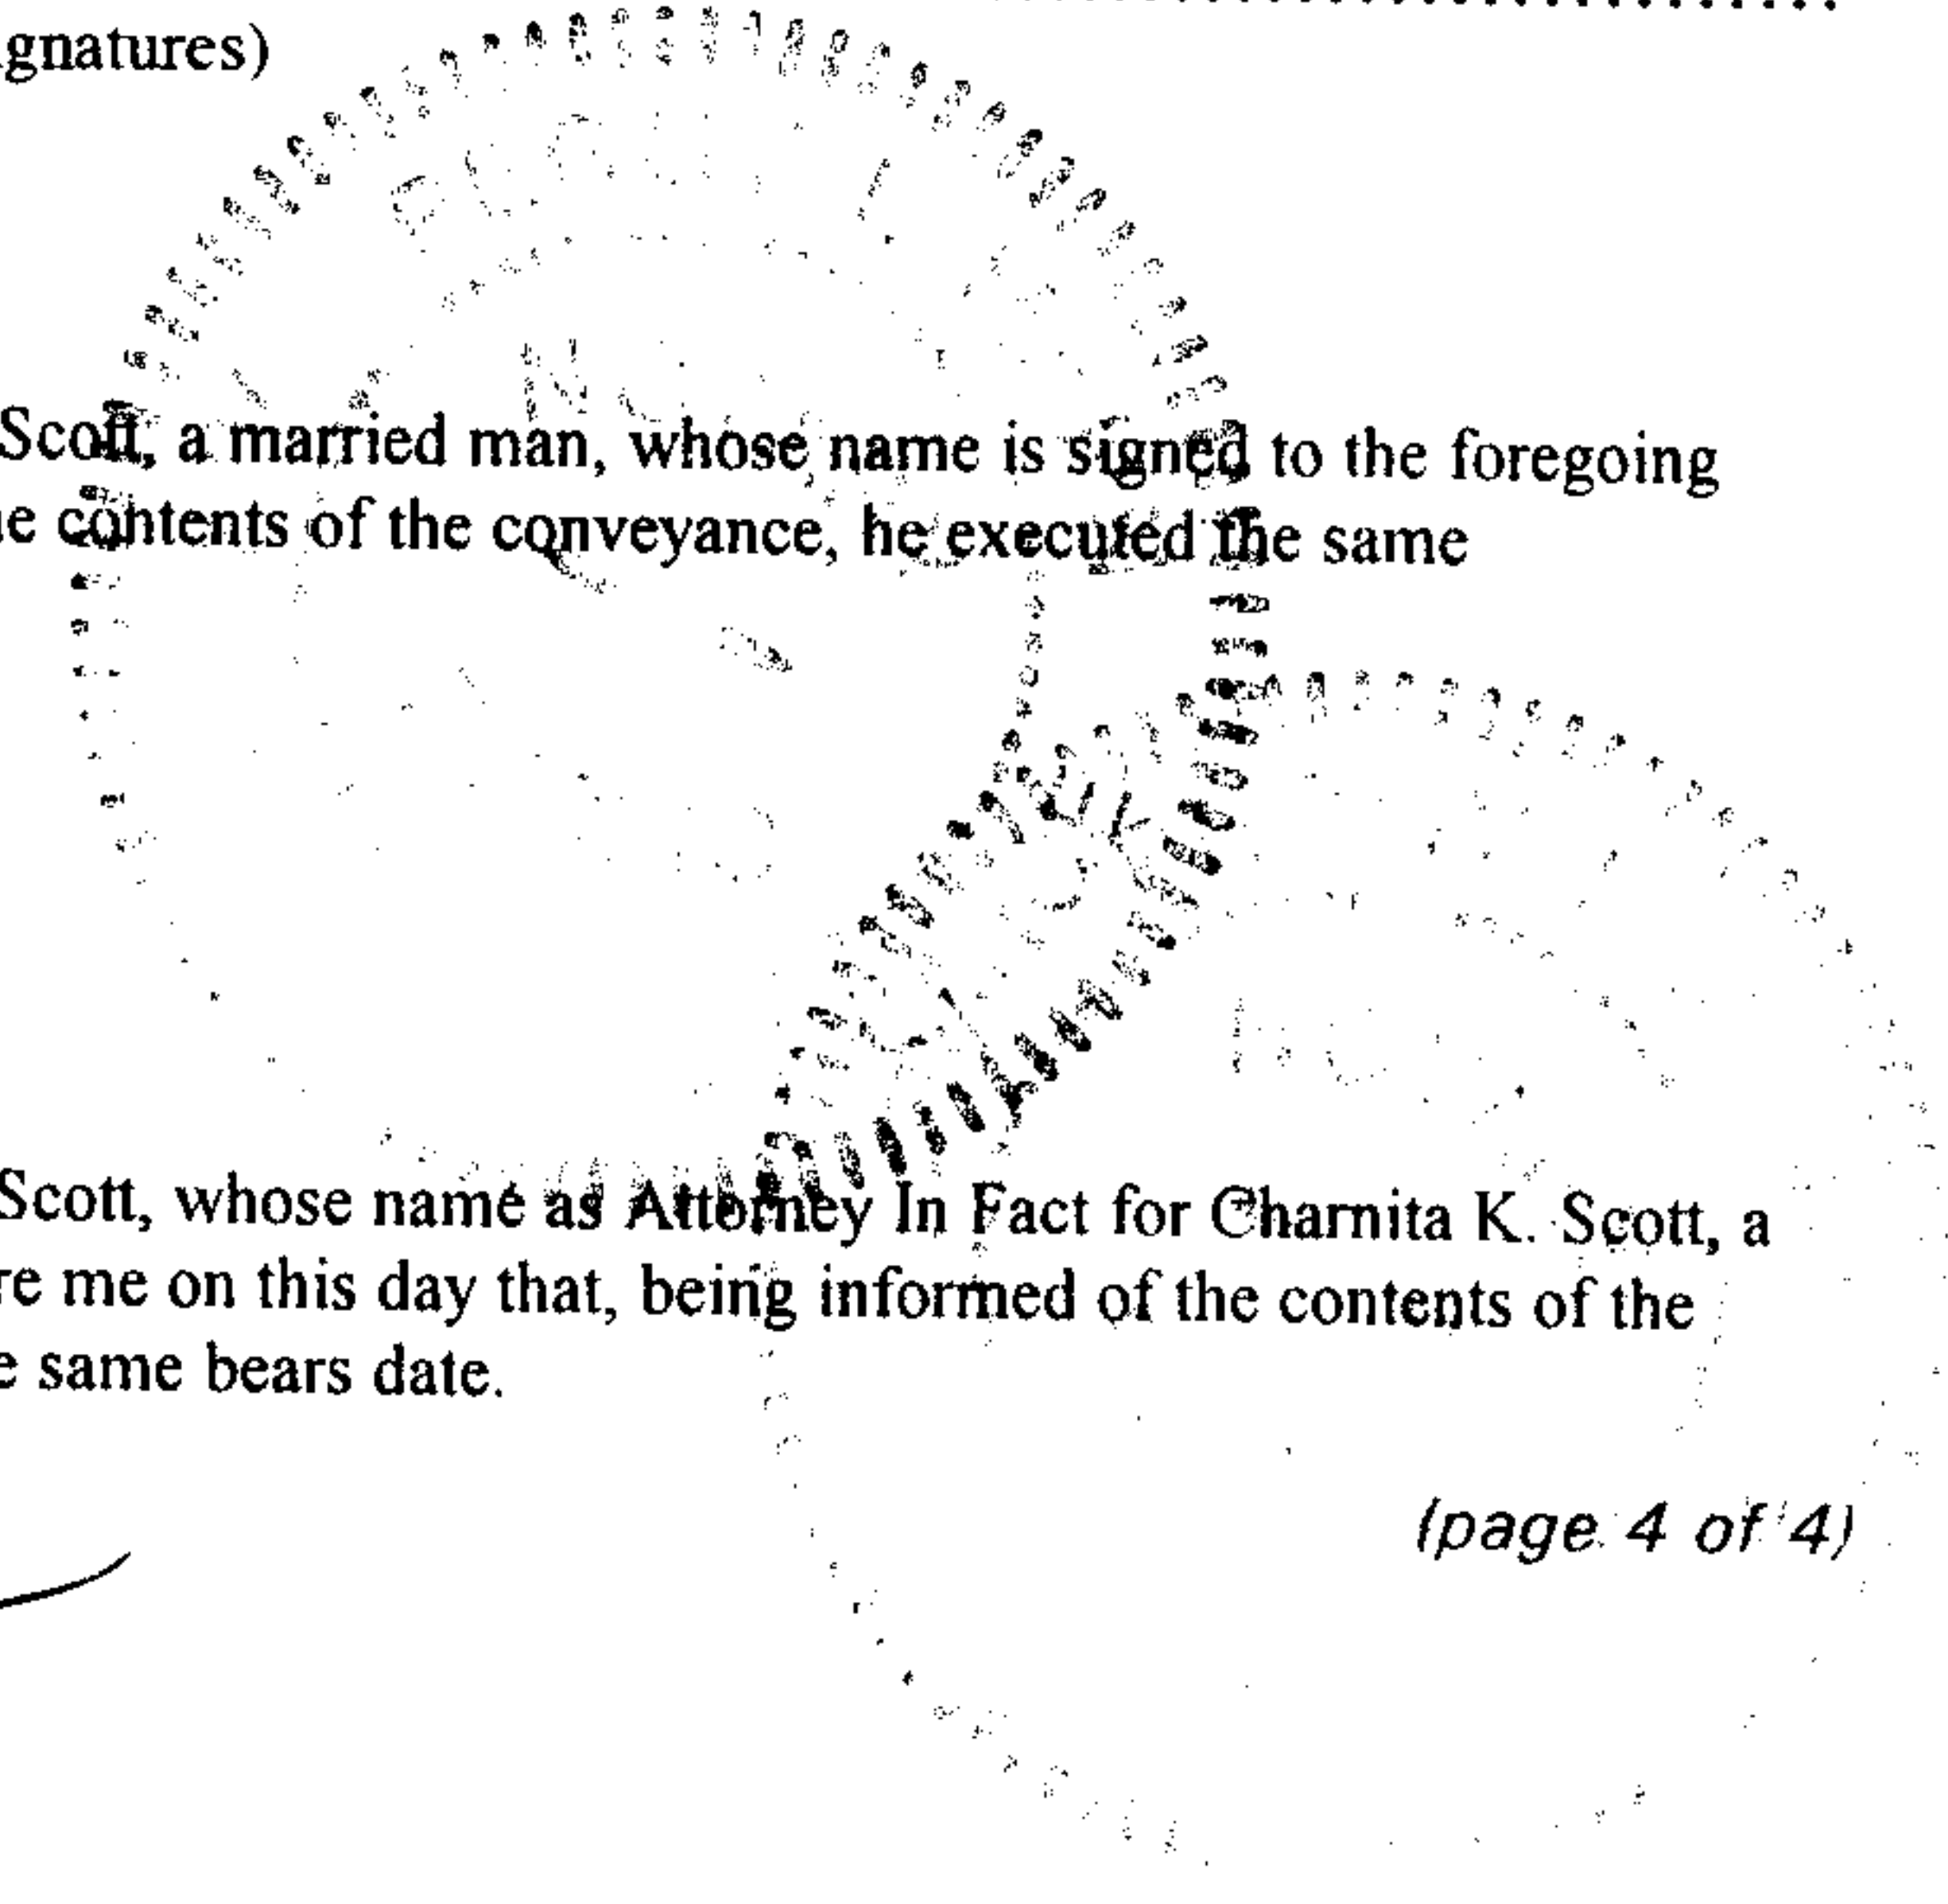 ignatures)
Scott, a married man, whose name is signed to the foregoing
e contents of the conveyance, he executed the same
Scott, whose name as Attorney In Fact for Charnita K. Scott, a
re me on this day that, being informed of the contents of the
e same bears date.
(page 4 of 4)